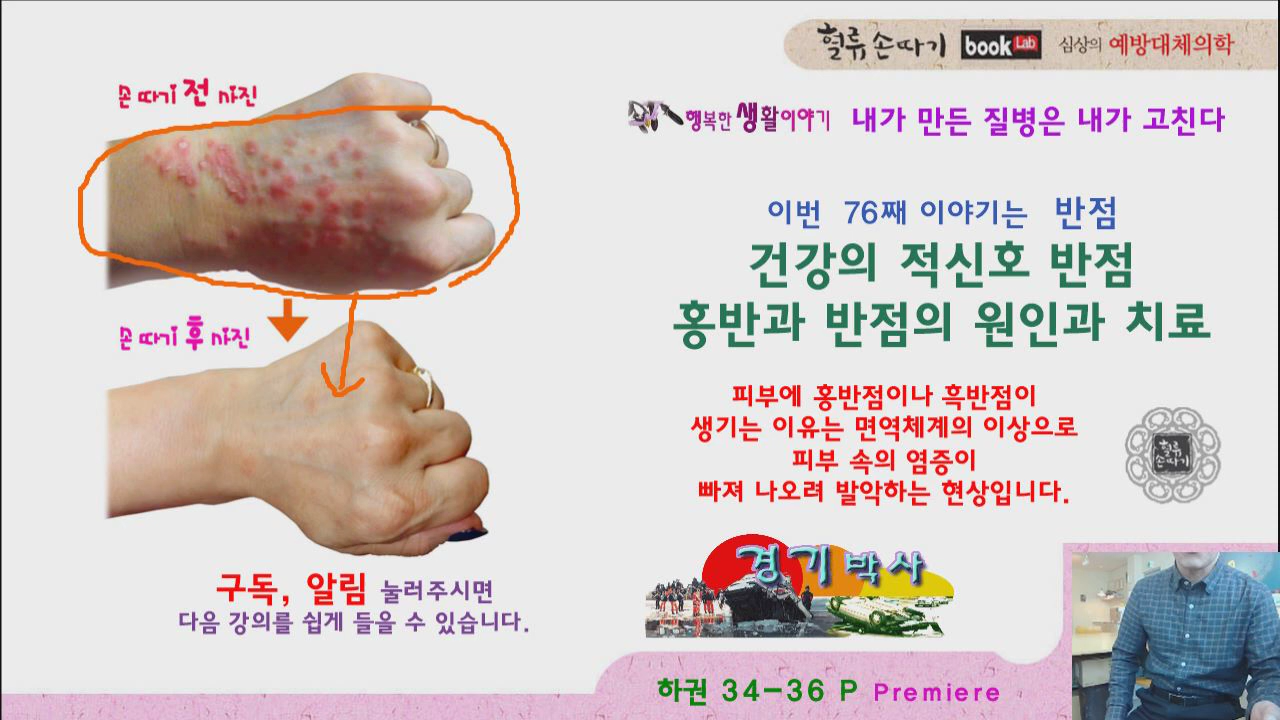 혈류 손따기 book Lab 심상의 예방대체의학
손 따기 전 사진
행복한 생활이야기 내가 만든 질병은 내가 고친다
이번 76째 이야기는 반점
건강의 적신호 반점
홍반과 반점의 원인과 치료
손 따기 후 사진
피부에 홍반점이나 흑반점이
생기는 이유는 면역체계의 이상으로
피부 속의 염증이
빠져 나오려 발악하는 현상입니다.
혈류
손따기
경기박사
구독, 알림 눌러주시면
다음 강의를 쉽게 들을 수 있습니다.
하권 34-36 P Premiere